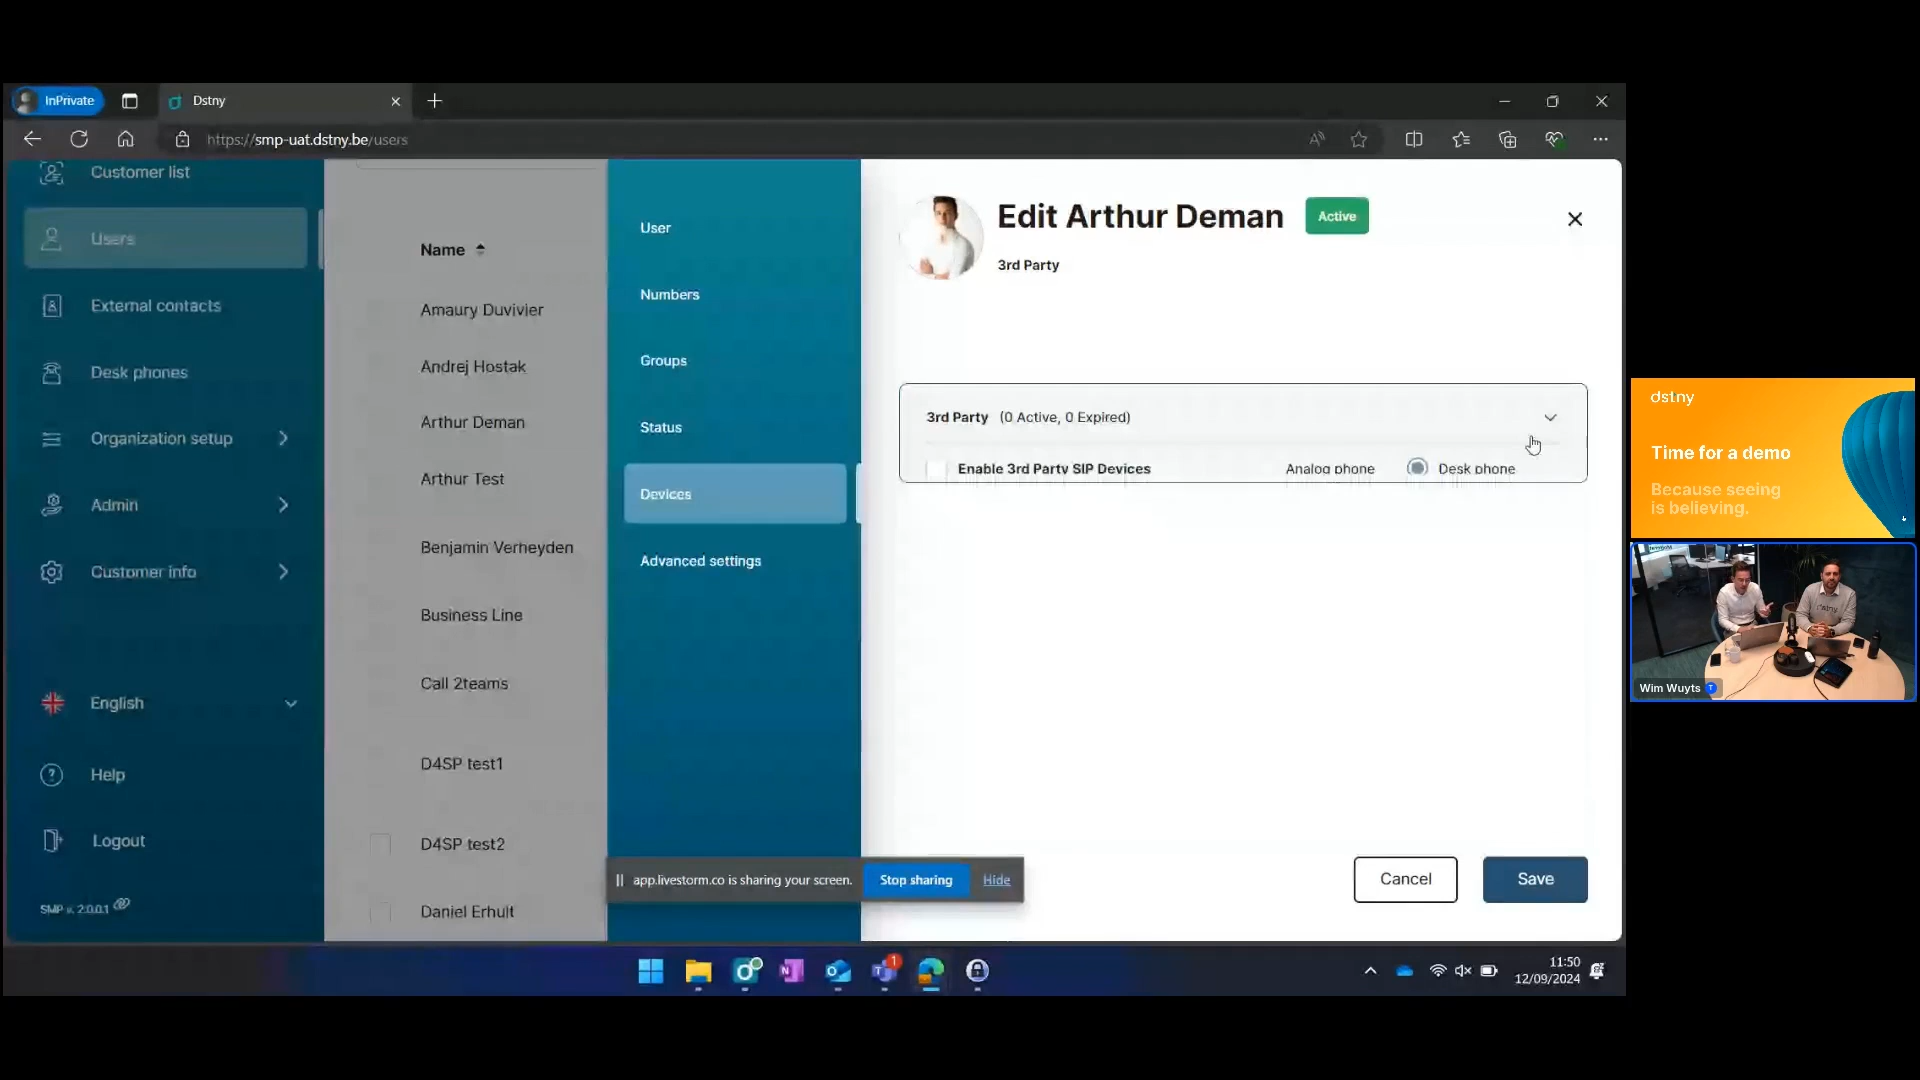 InPrivate
Dstny
https://smp-uat.dstny.be/users
Customer list
Users
External contacts
Desk phones
Organization setup
Admin
Customer info
English
Help
Logout
SMP v. 2.0.0.1
Name
Amaury Duvivier
Andrej Hostak
Arthur Deman
Arthur Test
Benjamin Verheyden
Business Line
Call 2teams
D4SP test1
D4SP test2
Daniel Erhult
User
Numbers
Groups
Status
Devices
Advanced settings
Edit Arthur Deman
Active
3rd Party
3rd Party (0 Active, 0 Expired)
Enable 3rd Party SIP Devices Analog phone Desk phone
Cancel Save
app.livestorm.co is sharing your screen. Stop sharing Hide
1
11:50
12/09/2024
dstny
Time for a demo
Because seeing
is believing.
dstny
Wim Wuyts T